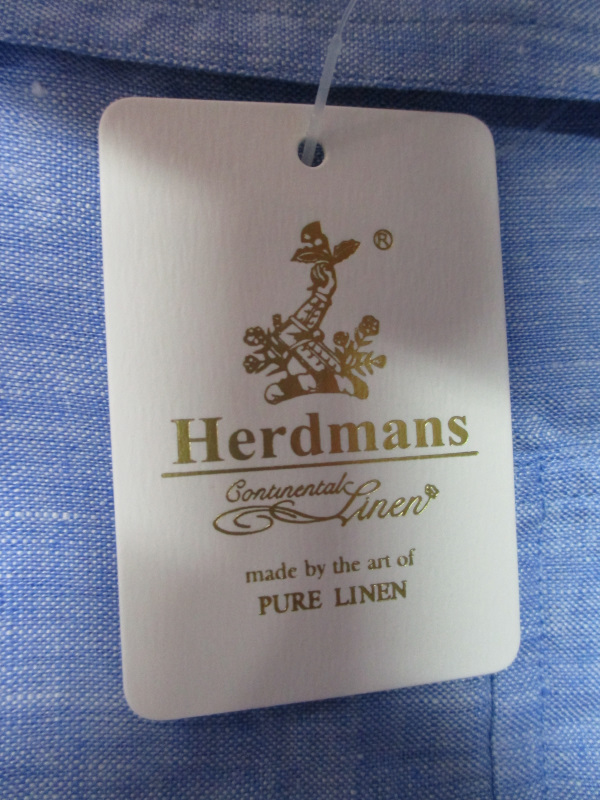 ®
Herdmans
Continental Linen
made by the art of
PURE LINEN